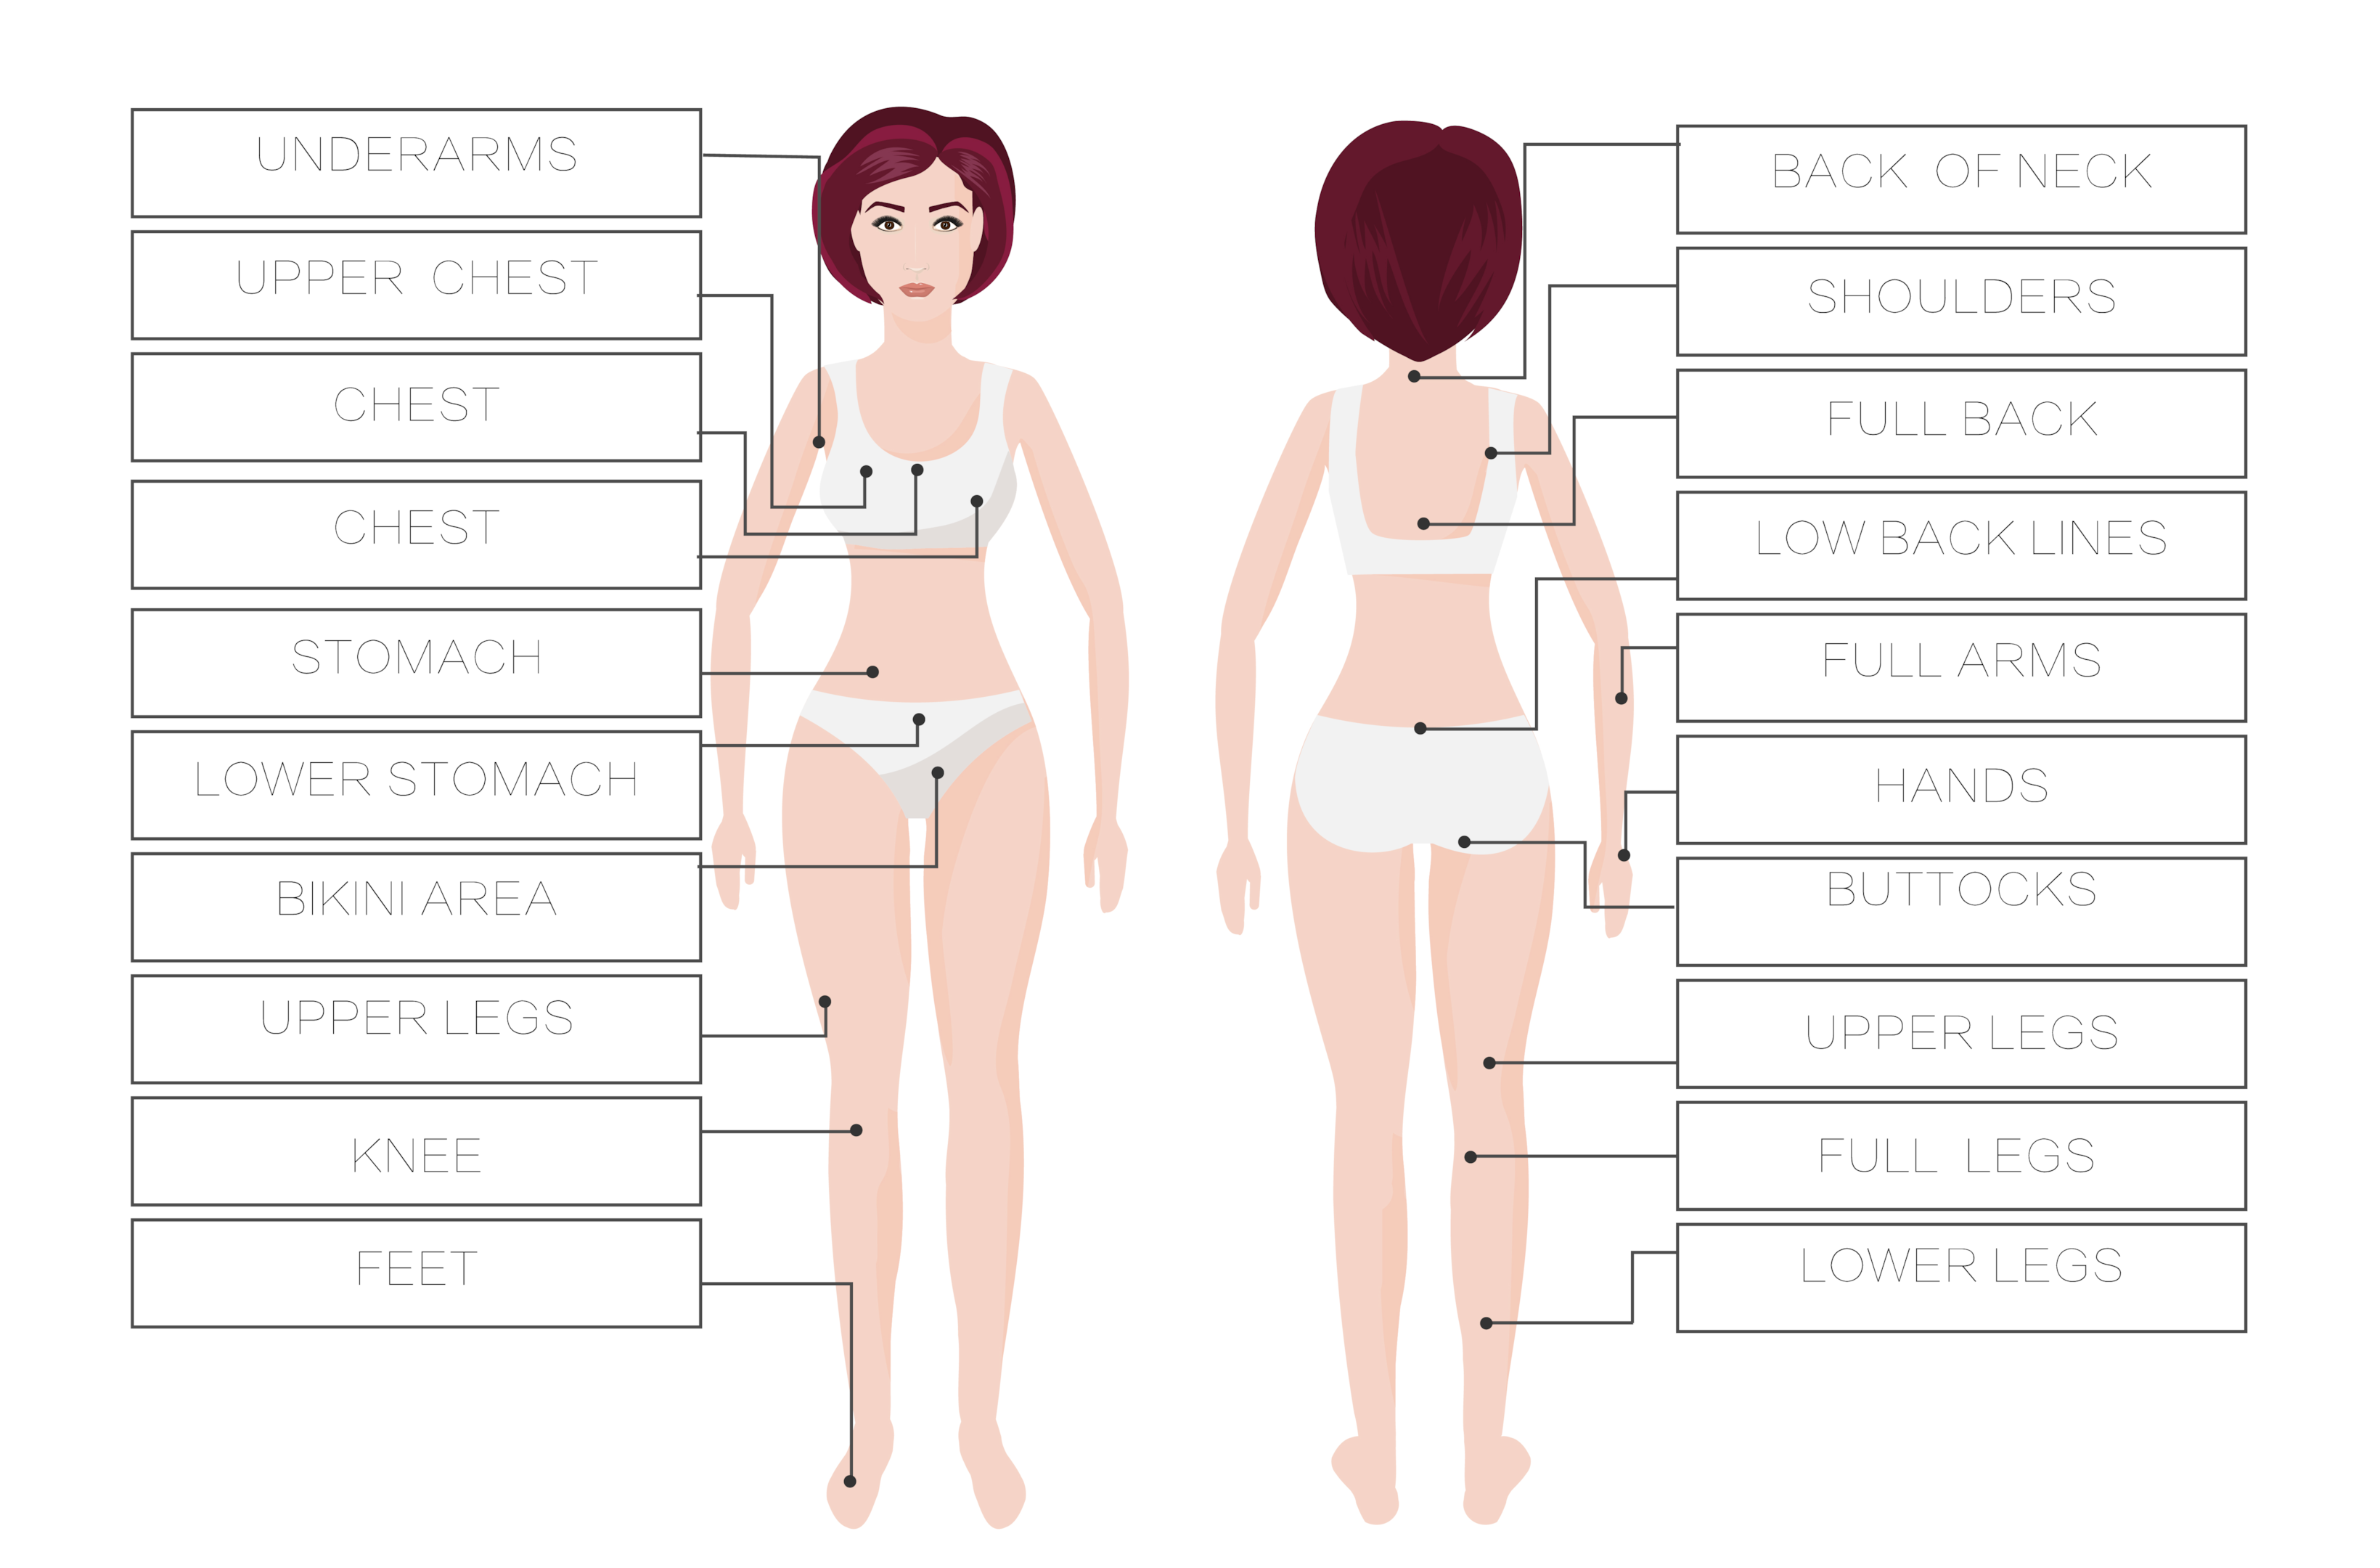 UNDERARMS
UPPER CHEST
CHEST
CHEST
STOMACH
LOWER STOMACH
BIKINI AREA
UPPER LEGS
KNEE
FEET
BACK OF NECK
SHOULDERS
FULL BACK
LOW BACK LINES
FULL ARMS
HANDS
BUTTOCKS
UPPER LEGS
FULL LEGS
LOWER LEGS